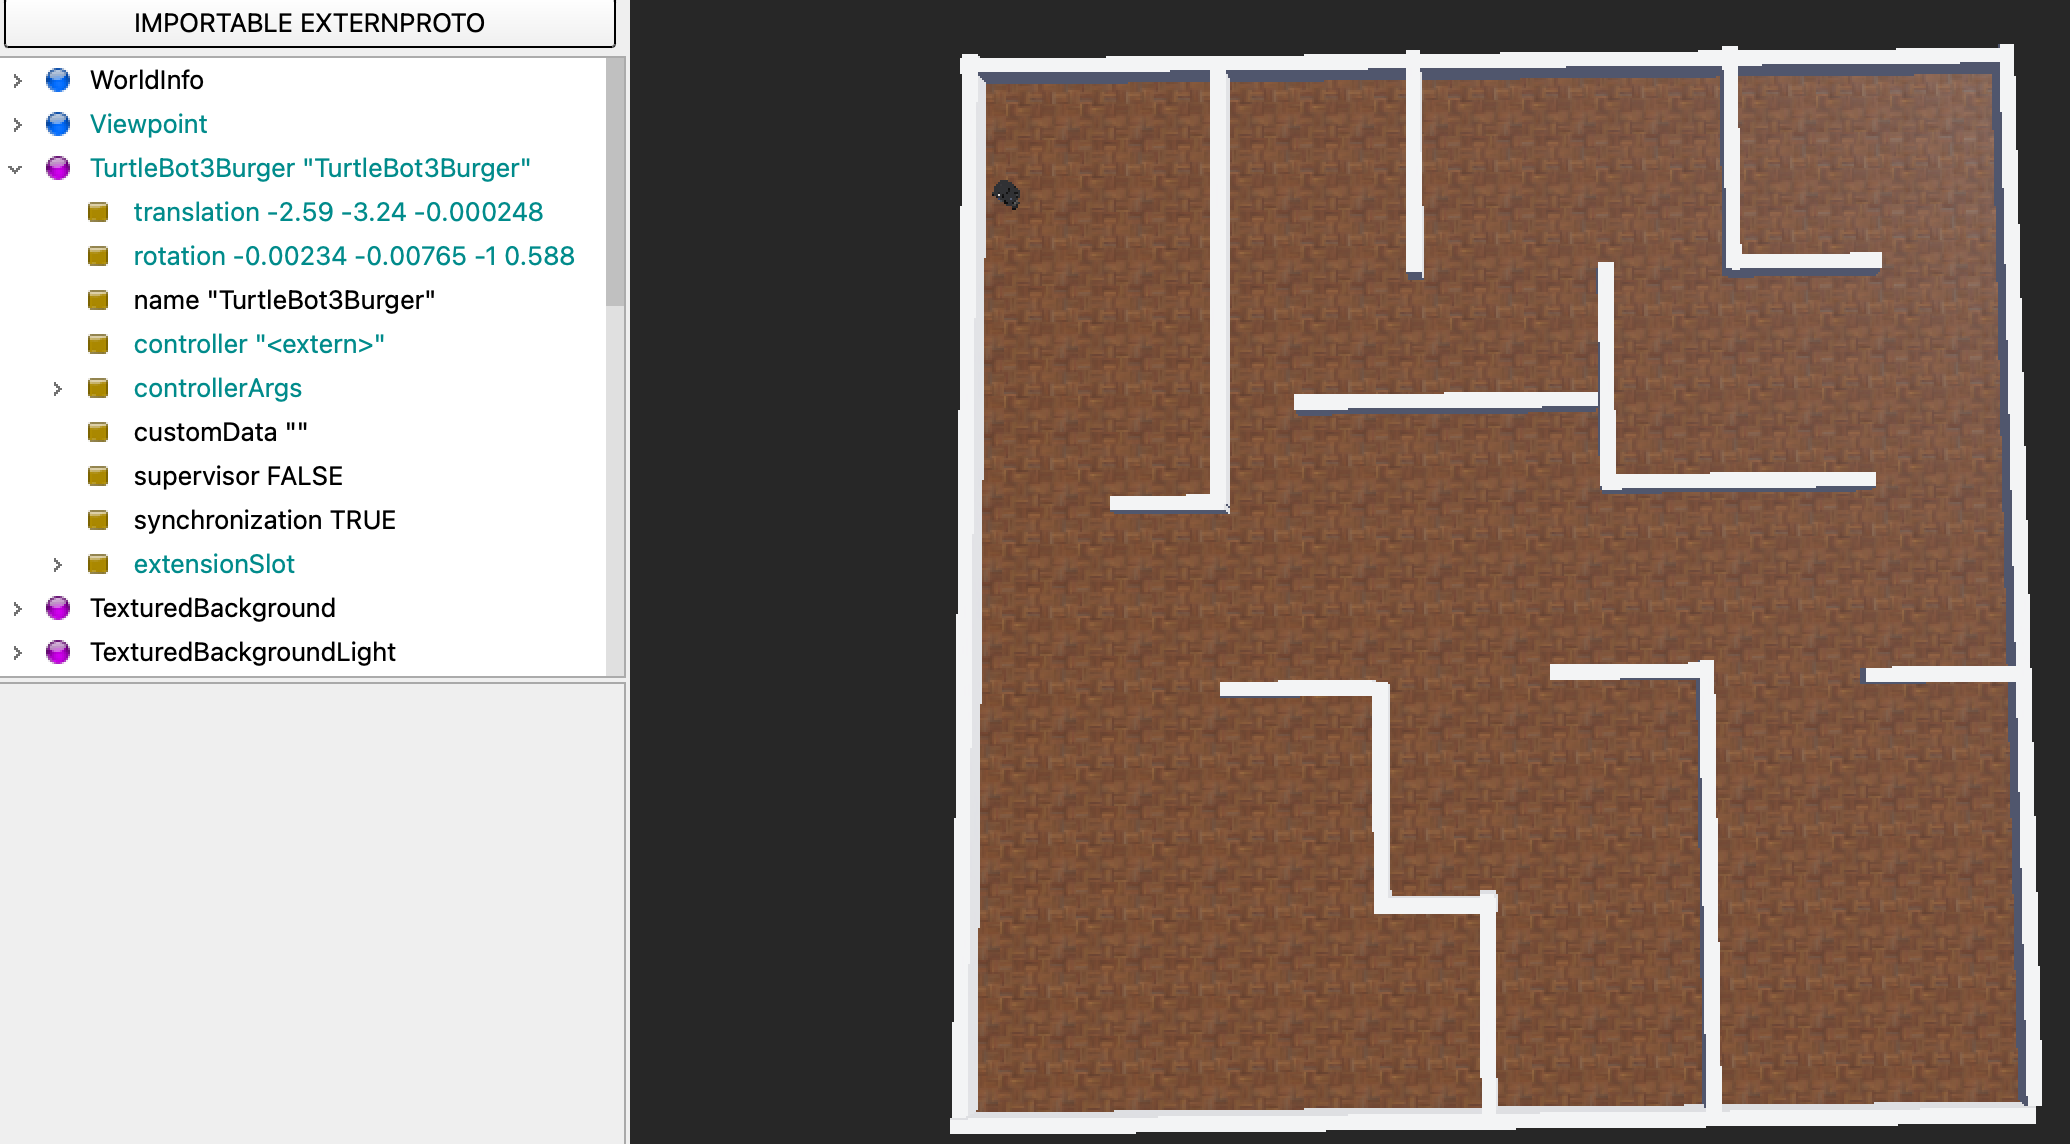 IMPORTABLE EXTERNPROTO
WorldInfo
Viewpoint
TurtleBot3Burger "TurtleBot3Burger"
translation -2.59 -3.24 -0.000248
rotation -0.00234 -0.00765 -1 0.588
name "TurtleBot3Burger"
controller "<extern>"
controllerArgs
customData ""
supervisor FALSE
synchronization TRUE
extensionSlot
TexturedBackground
TexturedBackgroundLight